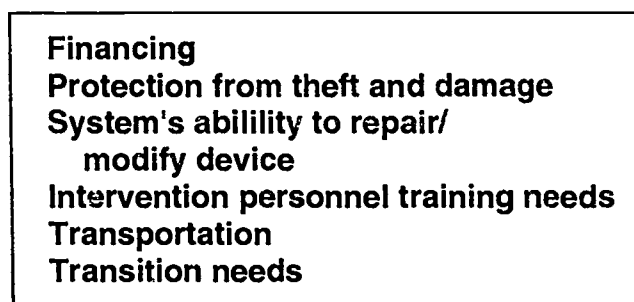 Financing
Protection from theft and damage
System's abilility to repair/
modify device
Intervention personnel training needs
Transportation
Transition needs